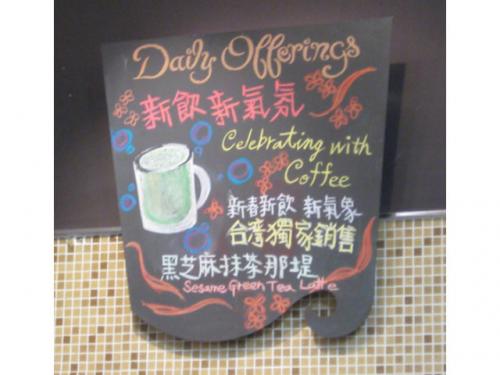 Daily Offerings
新飲新氣氛
Celebrating with
Coffee
新春新飲 新氣象
台灣獨家銷售
黑芝麻抹茶那堤
Sesame Green Tea Latte